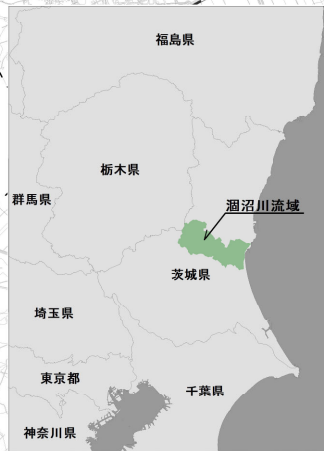 福島県
栃木県
群馬県
涸沼川流域
茨城県
埼玉県
東京都
千葉県
神奈川県